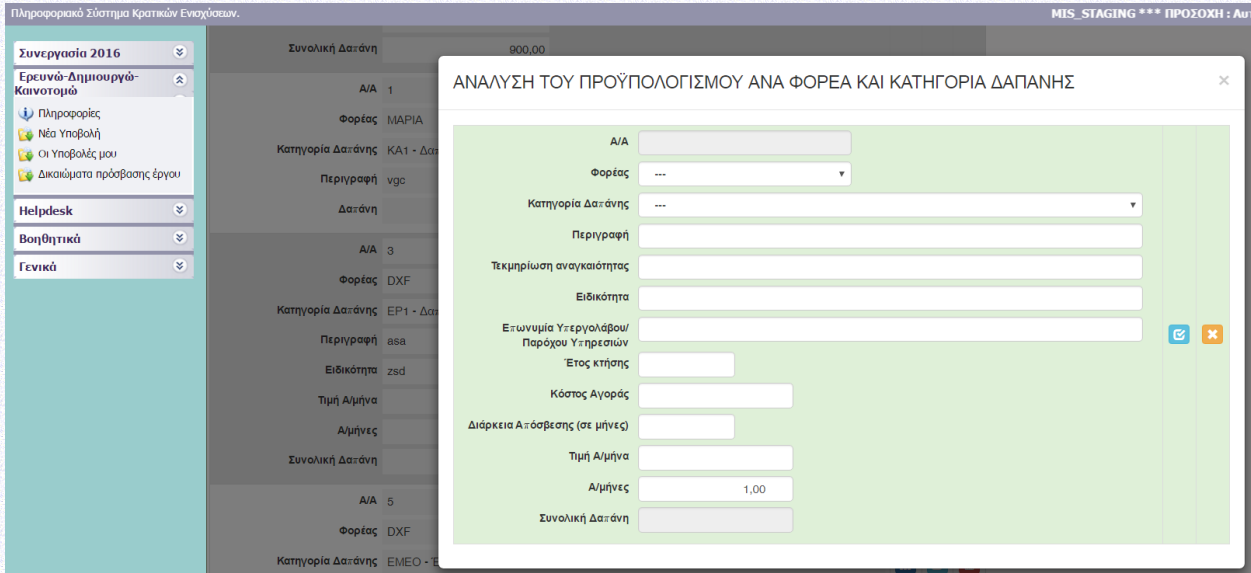 Πληροφοριακό Σύστημα Κρατικών Ενισχύσεων.
MIS_STAGING *** ΠΡΟΣΟΧΗ : Αυτ
Συνεργασία 2016
Ερευνώ-Δημιουργώ-
Καινοτομώ
Πληροφορίες
Νέα Υποβολή
Οι Υποβολές μου
Δικαιώματα πρόσβασης έργου
Helpdesk
Βοηθητικά
Γενικά
Συνολική Δαπάνη 900,00
Α/Α 1
Φορέας ΜΑΡΙΑ
Κατηγορία Δαπάνης ΚΑ1 - Δαπ
Περιγραφή vgc
Δαπάνη
Α/Α 3
Φορέας DXF
Κατηγορία Δαπάνης ΕΡ1 - Δαπ
Περιγραφή asa
Ειδικότητα zsd
Τιμή Α/μήνα
Α/μήνες
Συνολική Δαπάνη
Α/Α 5
Φορέας DXF
Κατηγορία Δαπάνης ΕΜΕΟ - Έ
ΑΝΑΛΥΣΗ ΤΟΥ ΠΡΟΫΠΟΛΟΓΙΣΜΟΥ ΑΝΑ ΦΟΡΕΑ ΚΑΙ ΚΑΤΗΓΟΡΙΑ ΔΑΠΑΝΗΣ ×
Α/Α
Φορέας ---
Κατηγορία Δαπάνης ---
Περιγραφή
Τεκμηρίωση αναγκαιότητας
Ειδικότητα
Επωνυμία Υπεργολάβου/
Παρόχου Υπηρεσιών
Έτος κτήσης
Κόστος Αγοράς
Διάρκεια Απόσβεσης (σε μήνες)
Τιμή Α/μήνα
Α/μήνες 1,00
Συνολική Δαπάνη